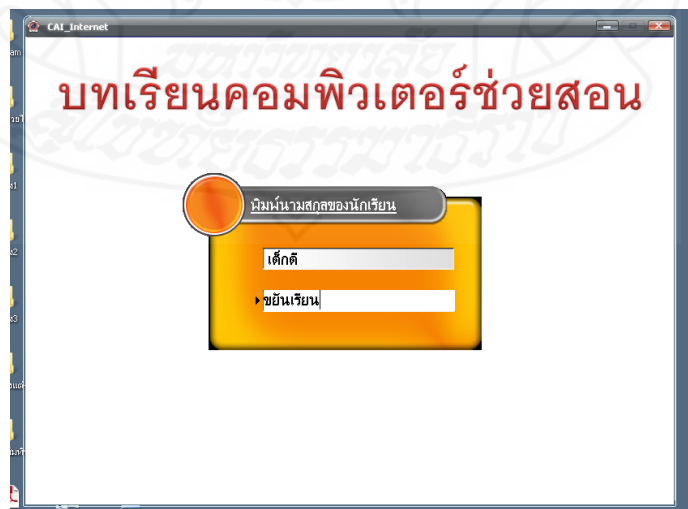 CAI_Internet
บทเรียนคอมพิวเตอร์ช่วยสอน
พิมพ์นามสกุลของนักเรียน
เด็กดี
ขยันเรียน